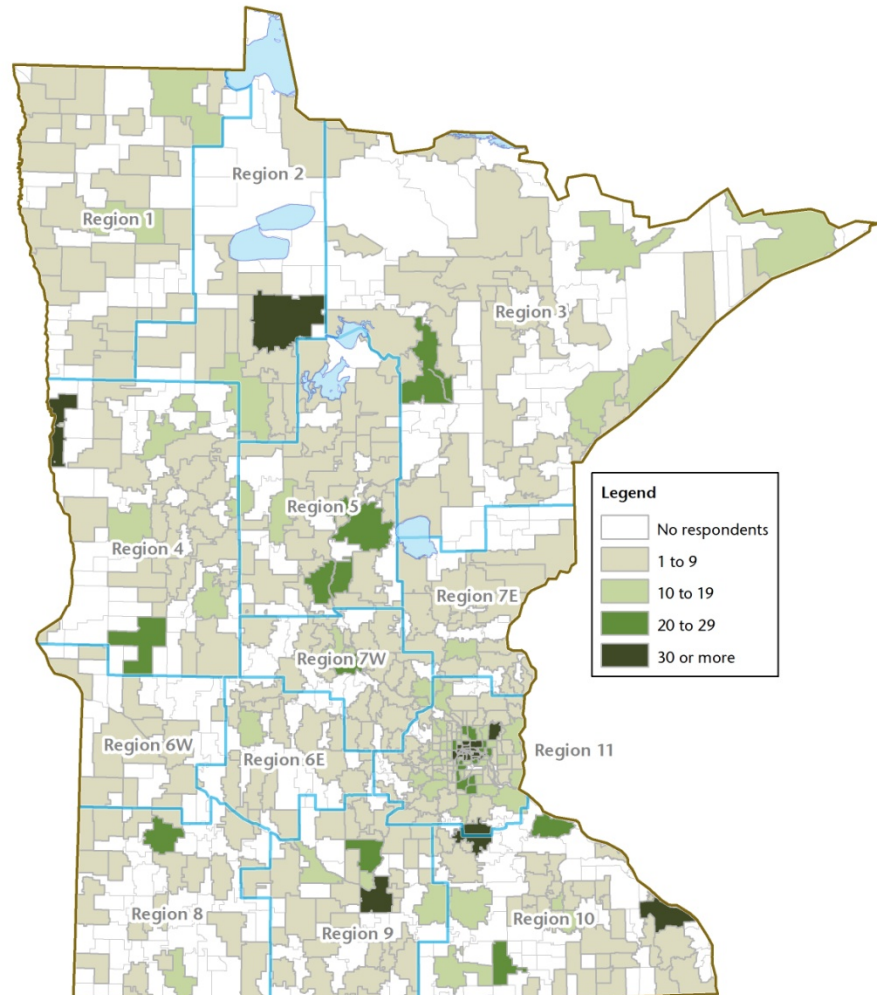 Region 2
Region 1
Region 3
Legend
No respondents
1 to 9
10 to 19
20 to 29
30 or more
Region 5
Region 4
Region 7E
Region 7W
Region 6W
Region 6E
Region 11
Region 8
Region 10
Region 9